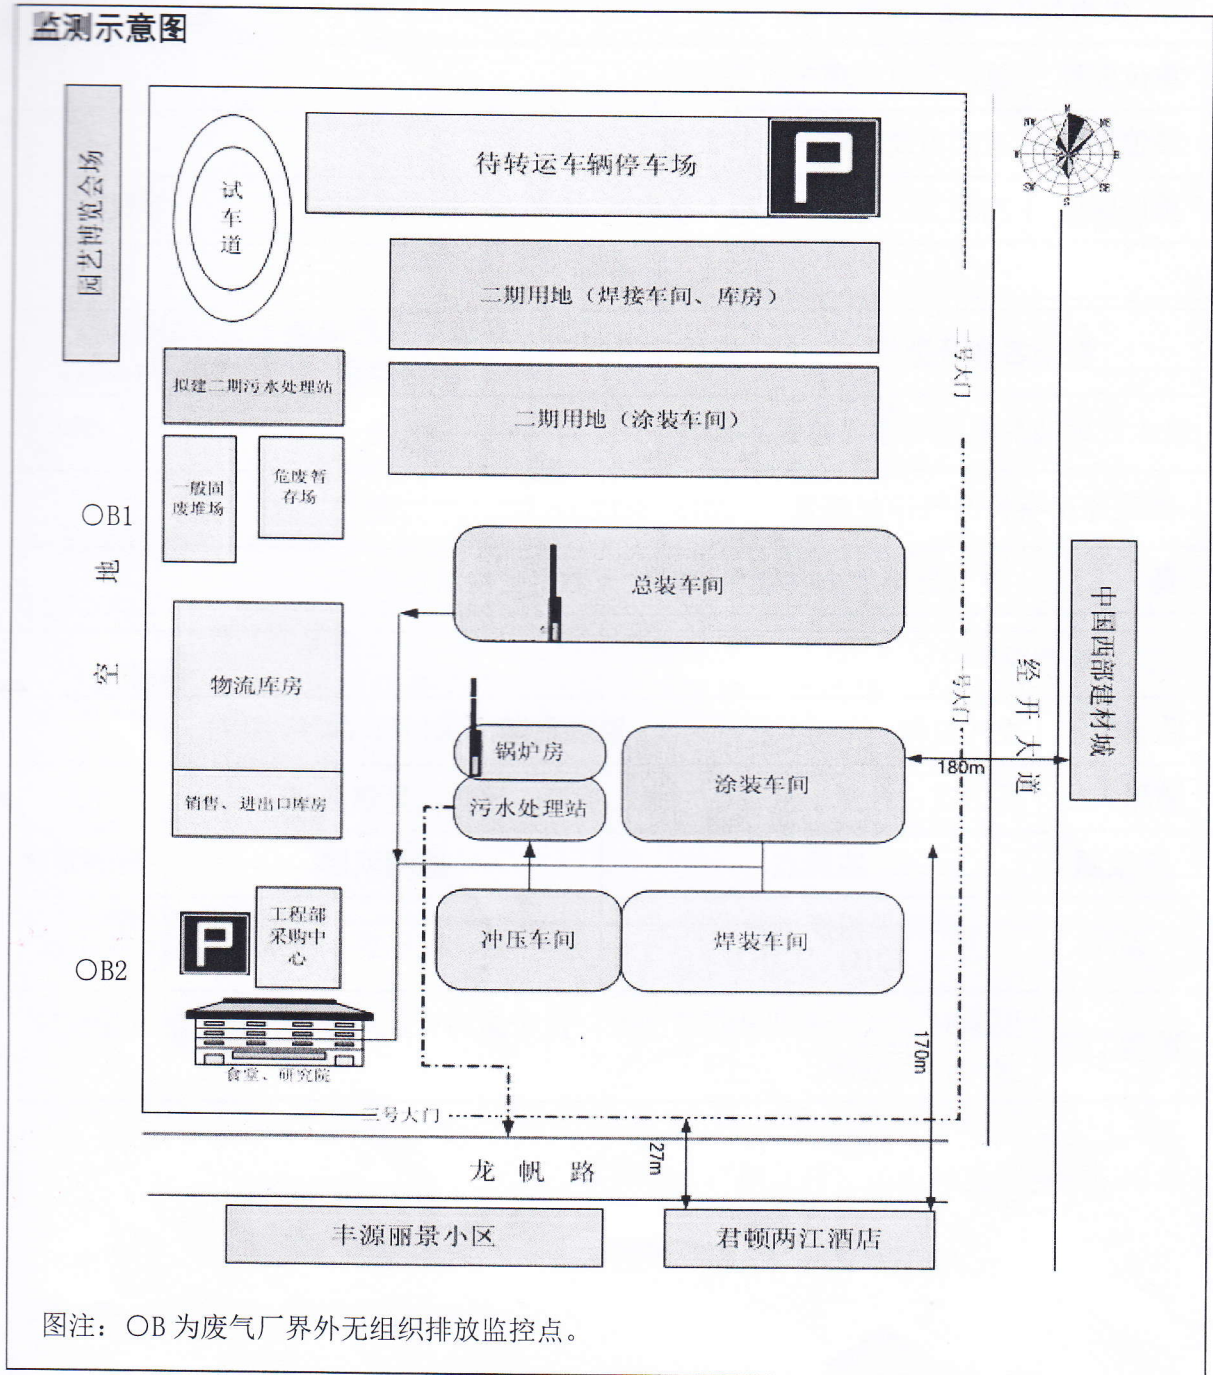 监测示意图
园艺博览会场
试车道
待转运车辆停车场
P
N
NE
NW
W
SW
SE
S
二期用地（焊接车间、库房）
二号大门
拟建二期污水处理站
二期用地（涂装车间）
一般固
废堆场
危废暂
存场
○B1
空地
总装车间
物流库房
一号大门
经开大道
中国西部建材城
锅炉房
180m
涂装车间
销售、进出口库房
污水处理站
P
工程部
采购中
心
冲压车间
焊装车间
○B2
170m
食堂、研究院
三号大门
27m
龙帆路
丰源丽景小区
君顿两江酒店
图注：○B 为废气厂界外无组织排放监控点。